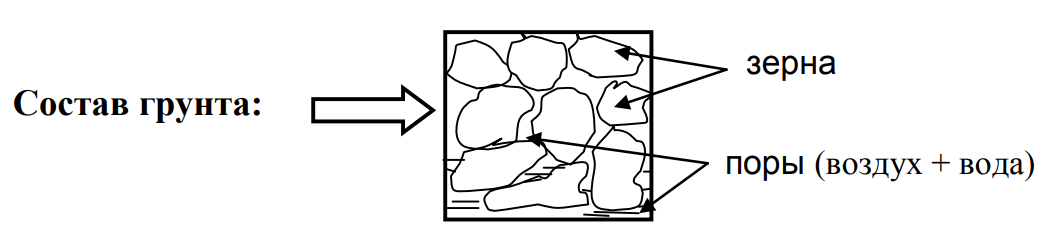 Состав грунта:
зерна
поры (воздух + вода)